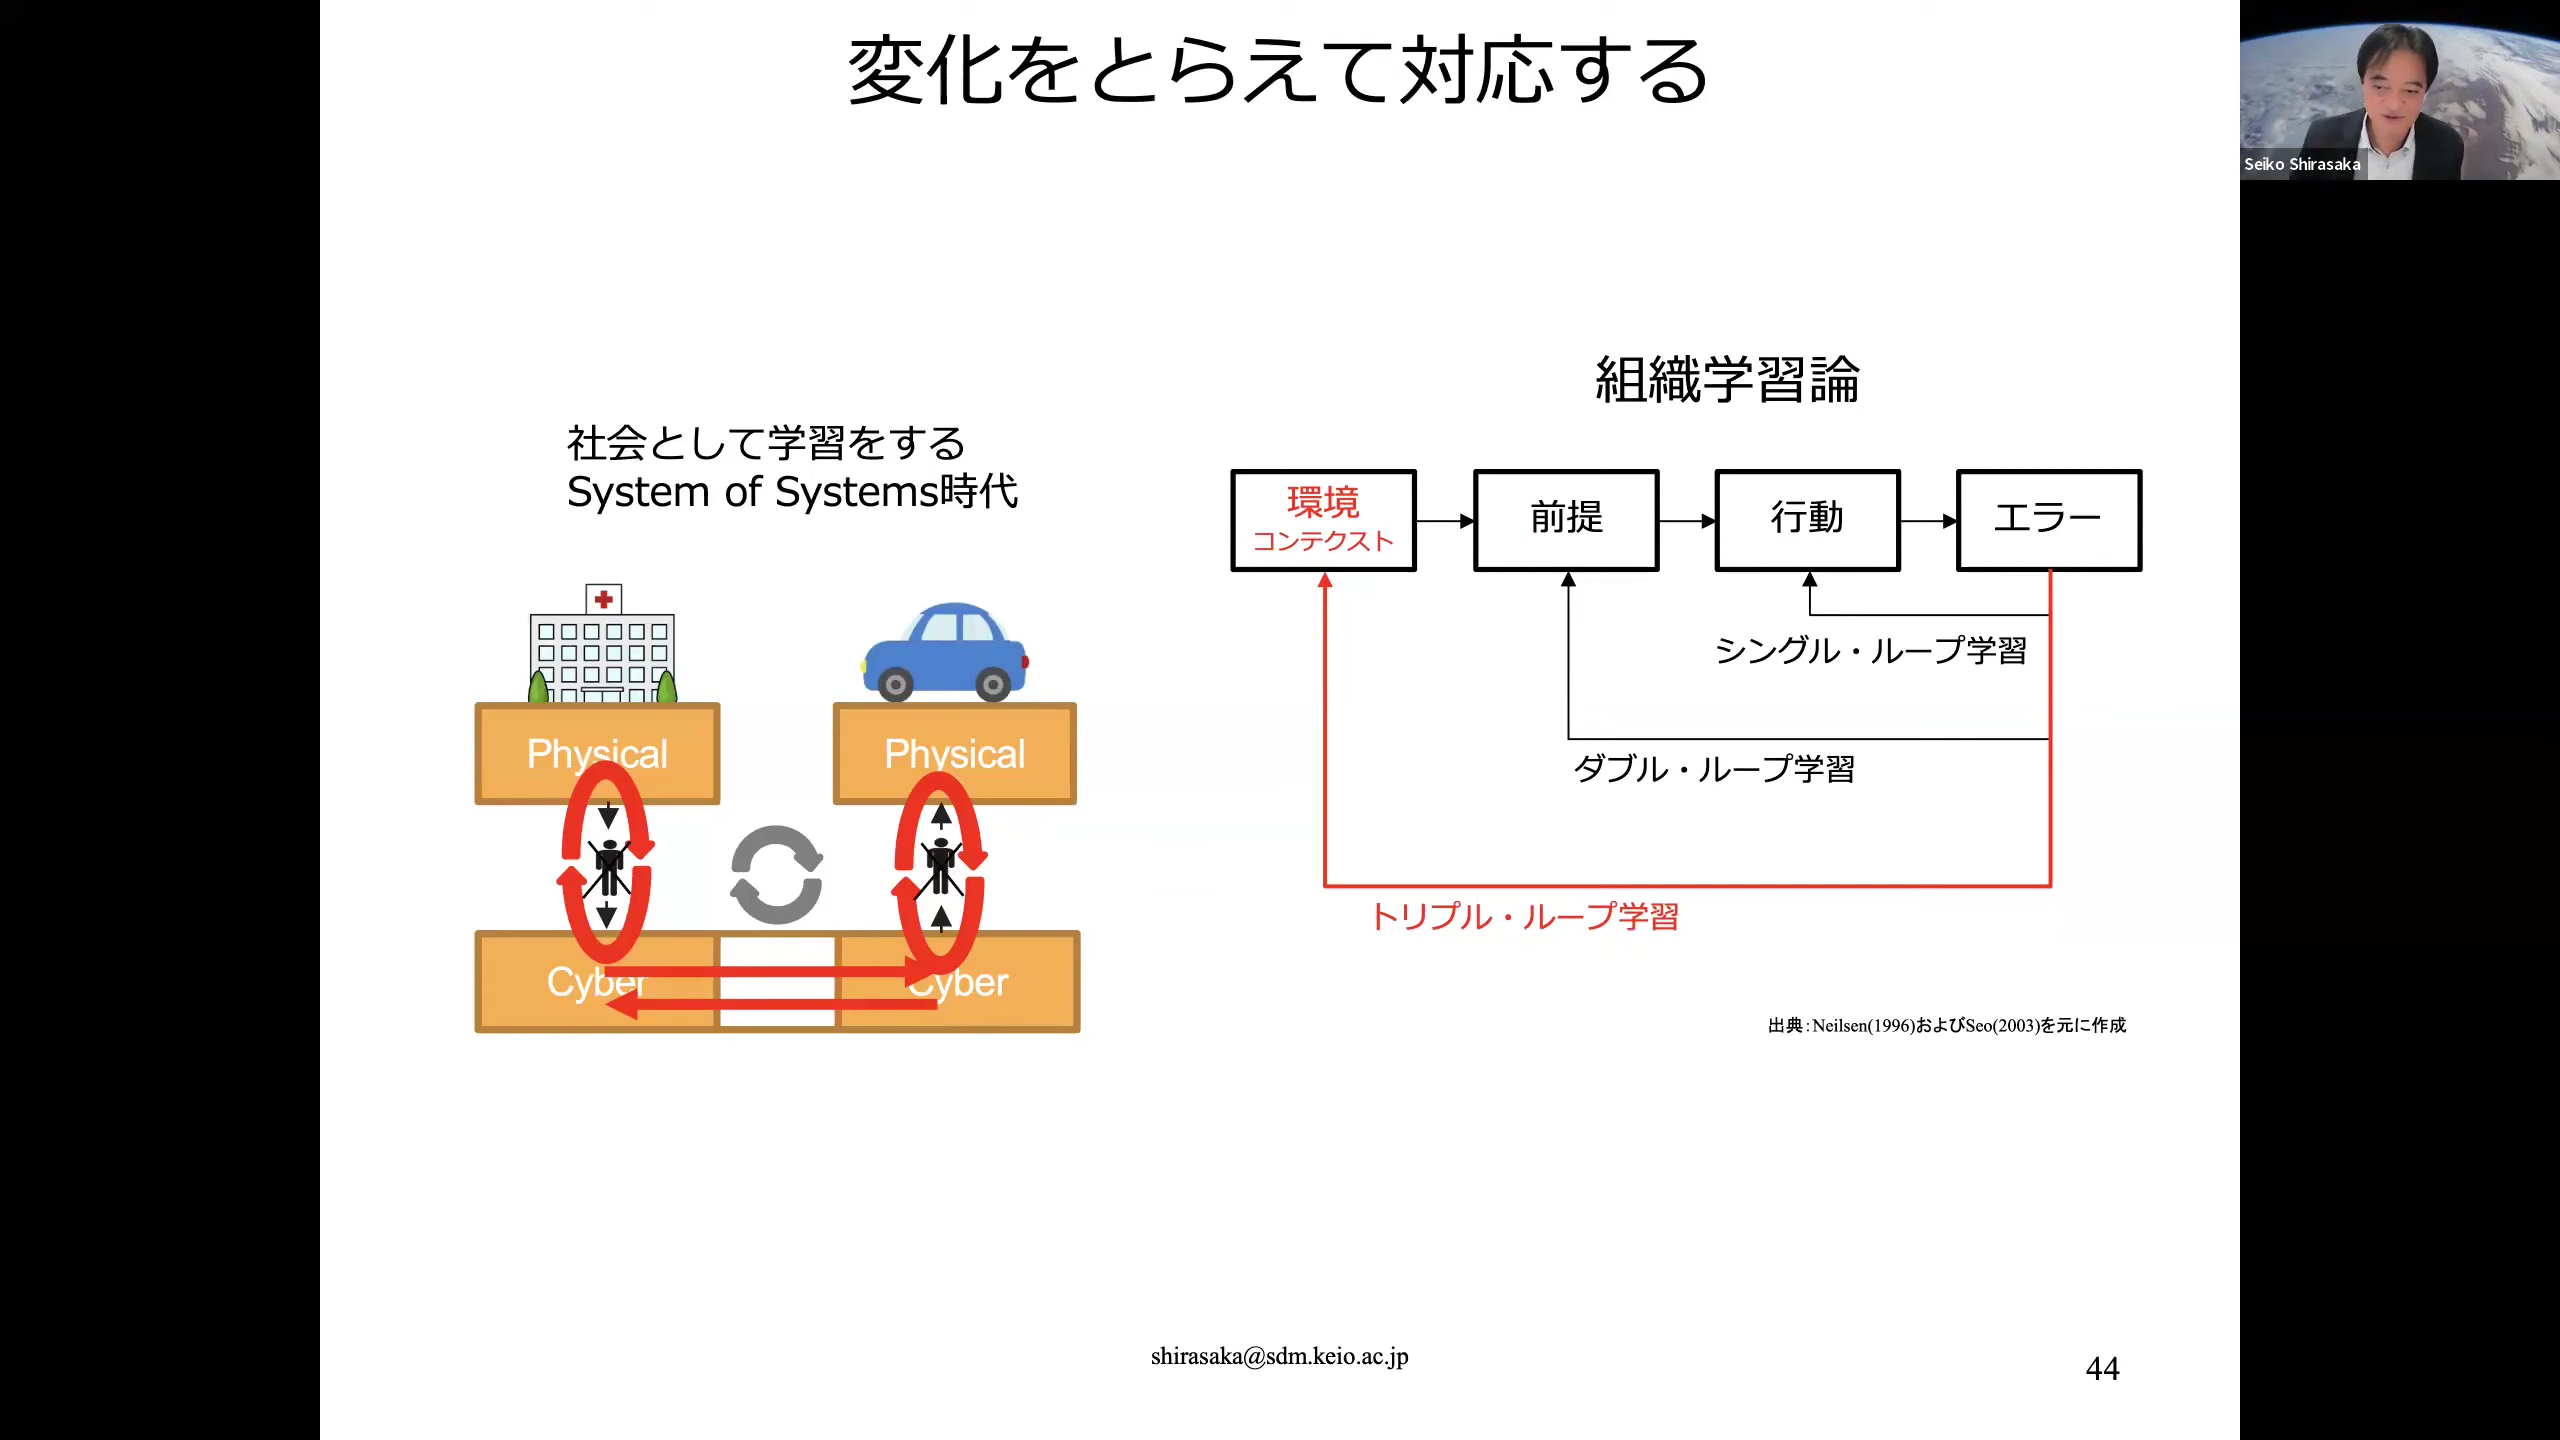 変化をとらえて対応する
Seiko Shirasaka
社会として学習をする
System of Systems時代
Physical
Physical
Cyber
Cyber
組織学習論
環境
コンテクスト
前提
行動
エラー
シングル・ループ学習
ダブル・ループ学習
トリプル・ループ学習
出典：Neilsen(1996)およびSeo(2003)を元に作成
shirasaka@sdm.keio.ac.jp
44